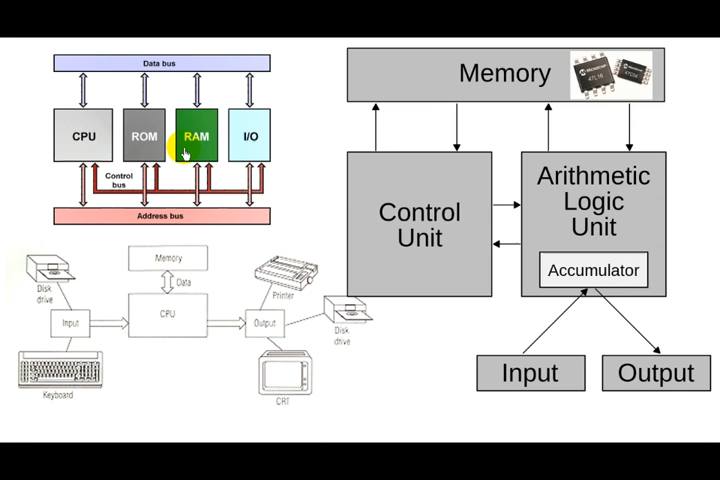 Data bus
CPU
ROM
RAM
I/O
Control
bus
Address bus
Memory
MICROCHIP
Control
Unit
Arithmetic
Logic
Unit
Accumulator
Input
Output
Disk
drive
Memory
Data
Input
CPU
Output
Printer
Disk
drive
Keyboard
CRT